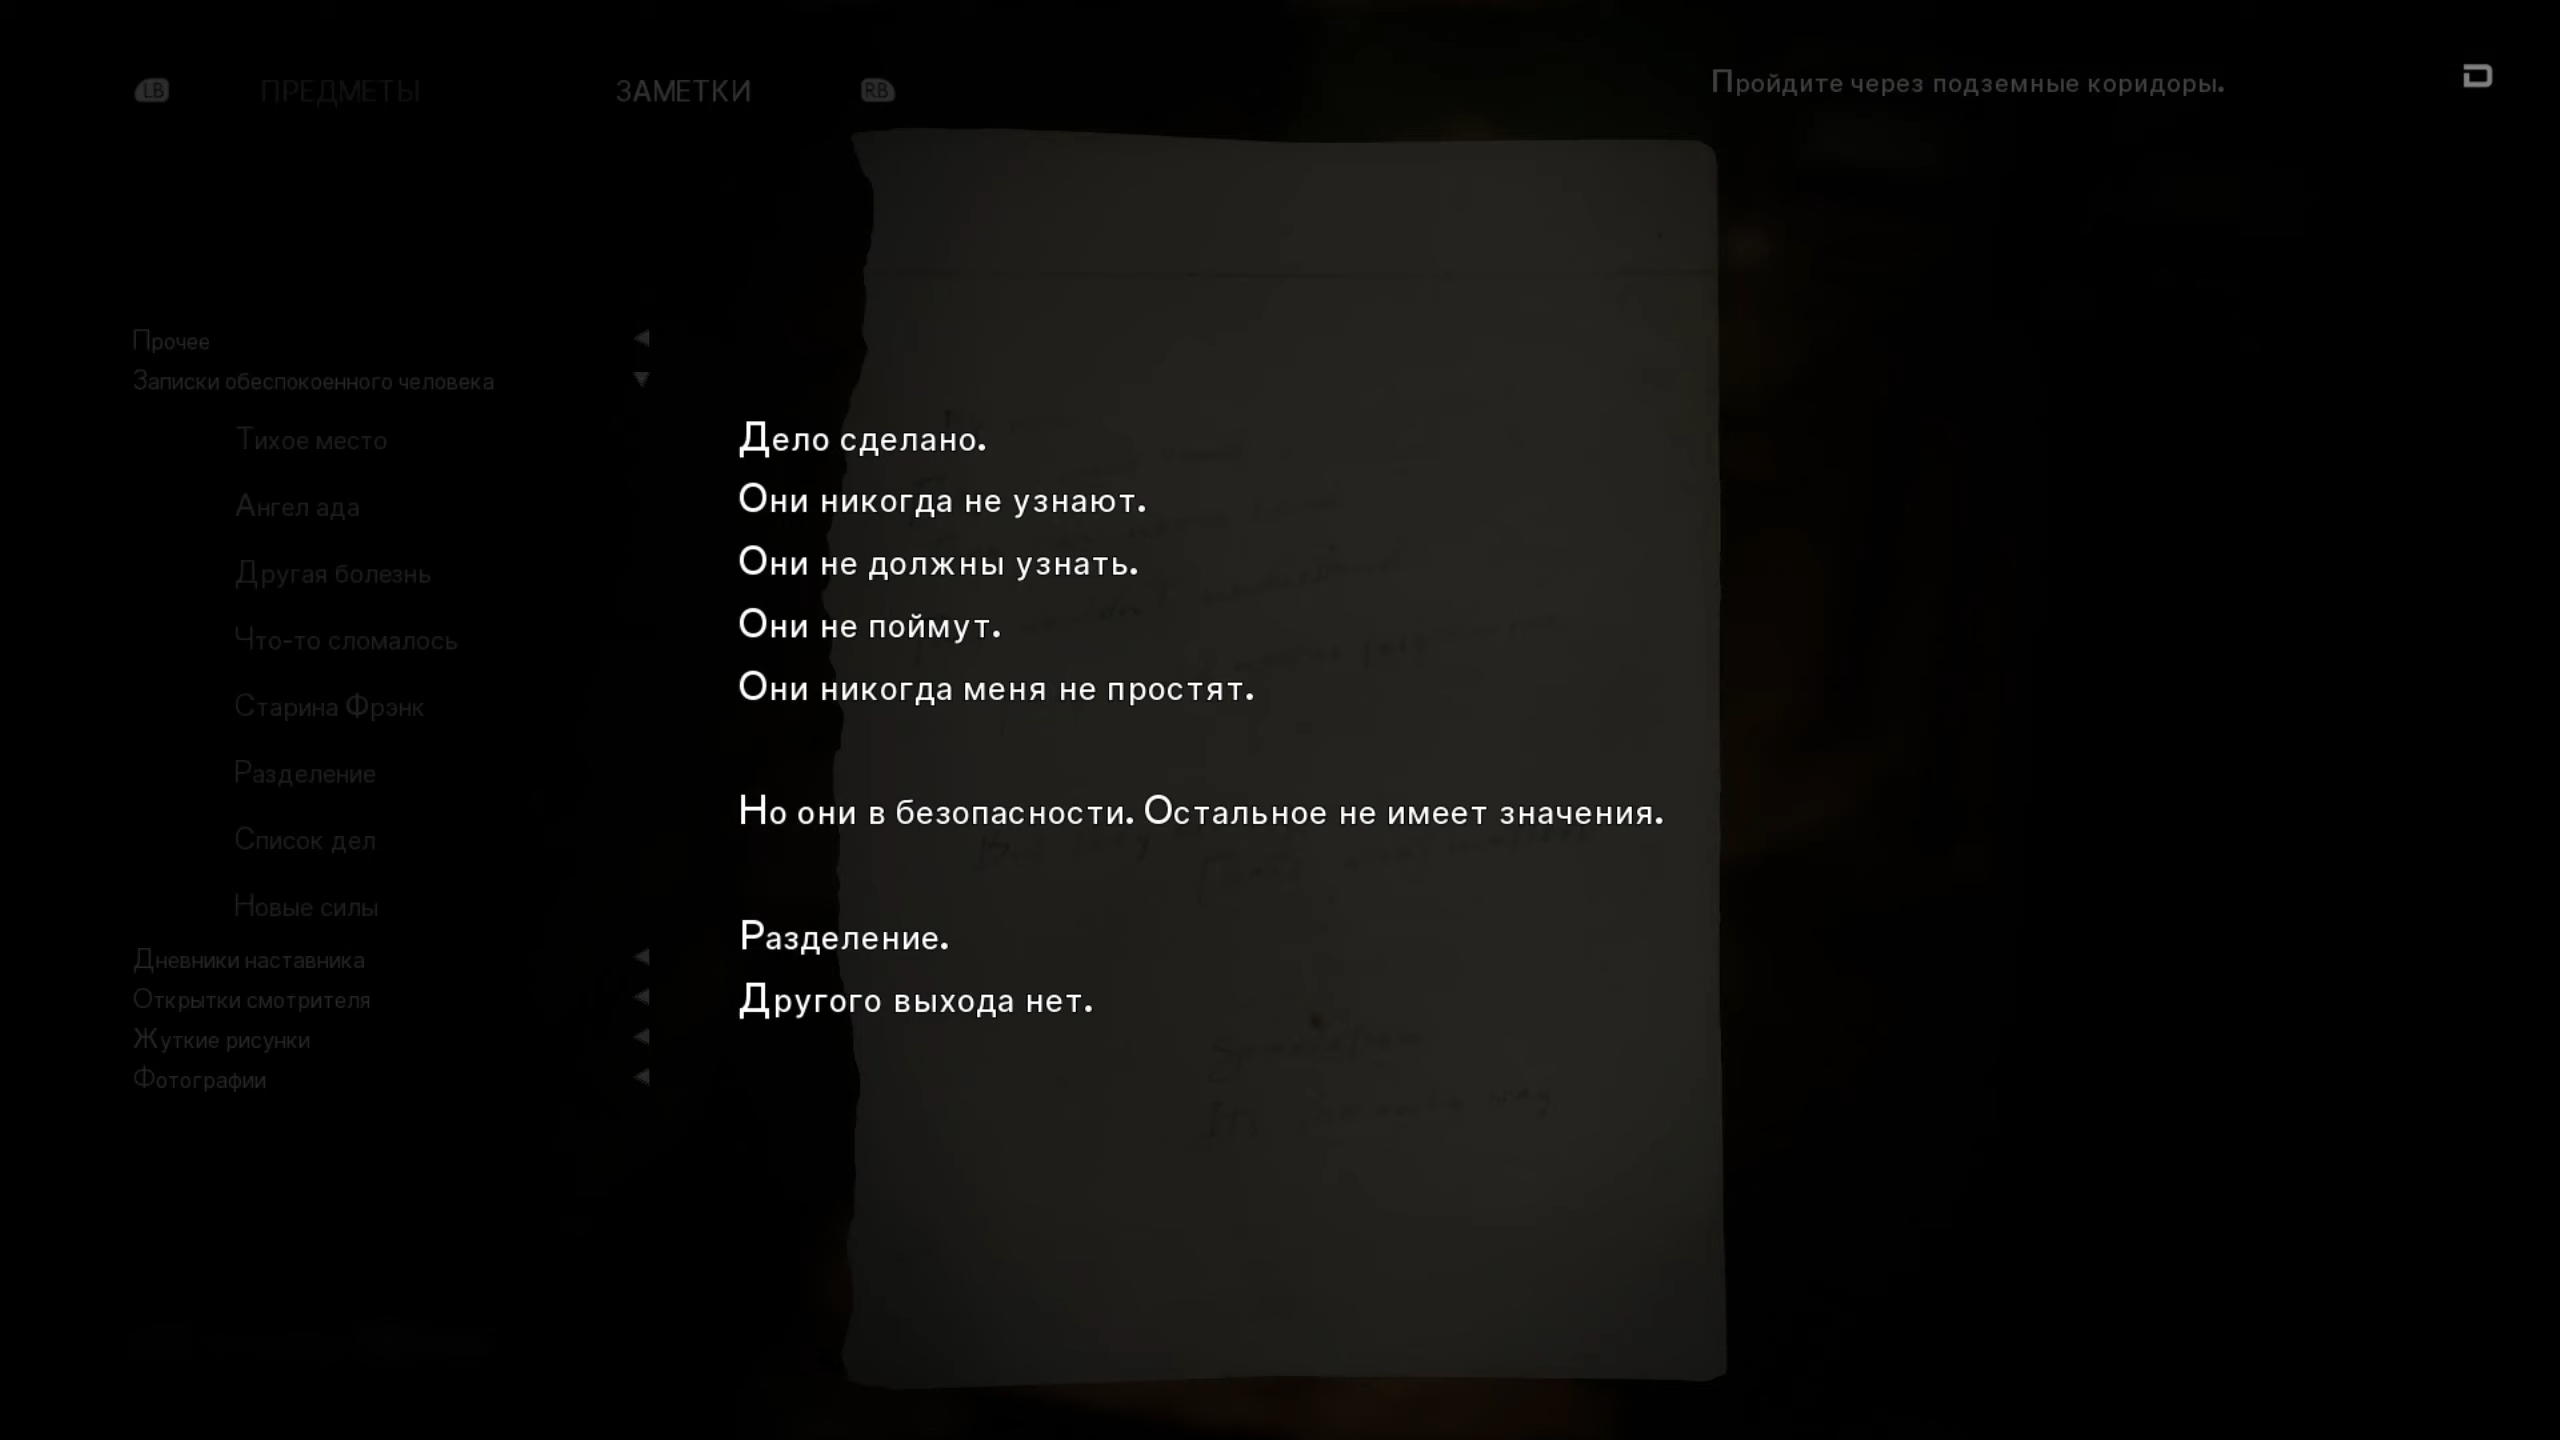 LB ПРЕДМЕТЫ ЗАМЕТКИ RB
Пройдите через подземные коридоры.
Прочее
Записки обеспокоенного человека
Тихое место
Ангел ада
Другая болезнь
Что-то сломалось
Старина Фрэнк
Разделение
Список дел
Новые силы
Дневники наставника
Открытки смотрителя
Жуткие рисунки
Фотографии
Дело сделано.
Они никогда не узнают.
Они не должны узнать.
Они не поймут.
Они никогда меня не простят.
Но они в безопасности. Остальное не имеет значения.
Разделение.
Другого выхода нет.